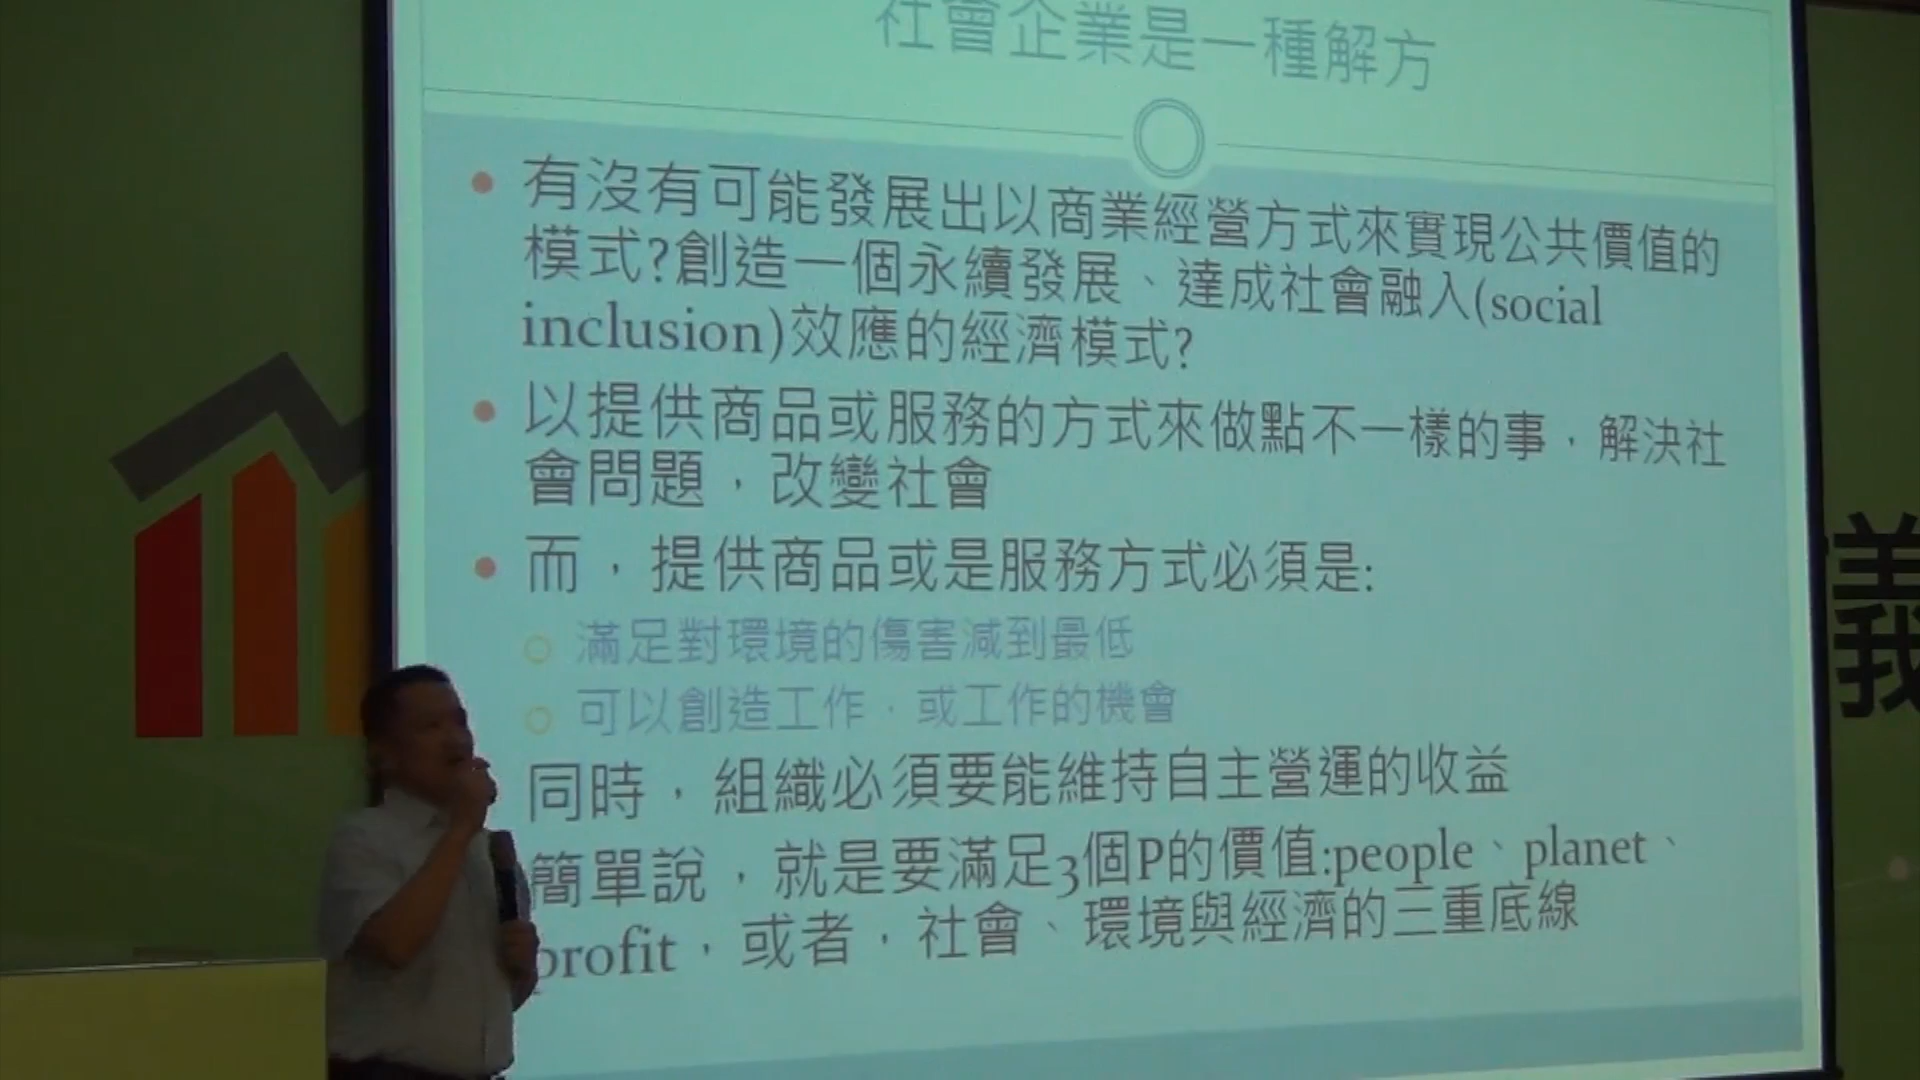 社會企業是一種解方
有沒有可能發展出以商業經營方式來實現公共價值的
模式?創造一個永續發展、達成社會融入(social
inclusion)效應的經濟模式?
以提供商品或服務的方式來做點不一樣的事，解決社
會問題，改變社會
而，提供商品或是服務方式必須是:
滿足對環境的傷害減到最低
可以創造工作，或工作的機會
同時，組織必須要能維持自主營運的收益
簡單說，就是要滿足3個P的價值:people、planet、
profit，或者，社會、環境與經濟的三重底線
義